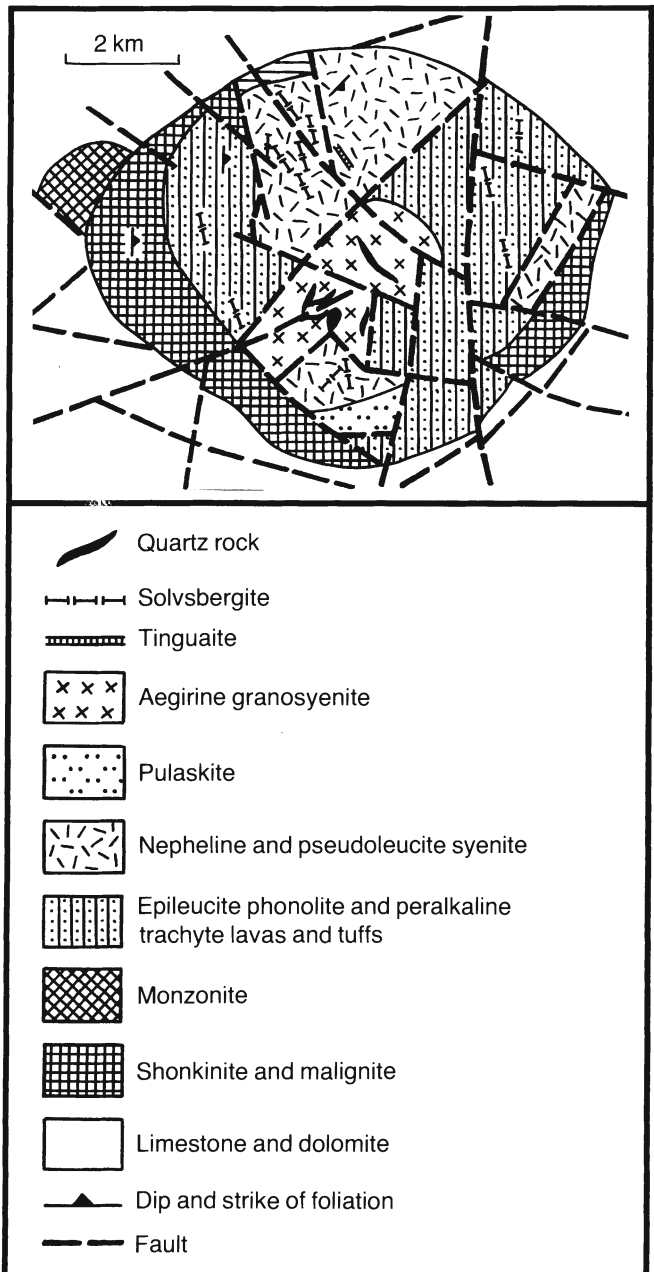 2 km
Quartz rock
Solvsbergite
Tinguaite
Aegirine granosyenite
Pulaskite
Nepheline and pseudoleucite syenite
Epileucite phonolite and peralkaline
trachyte lavas and tuffs
Monzonite
Shonkinite and malignite
Limestone and dolomite
Dip and strike of foliation
Fault